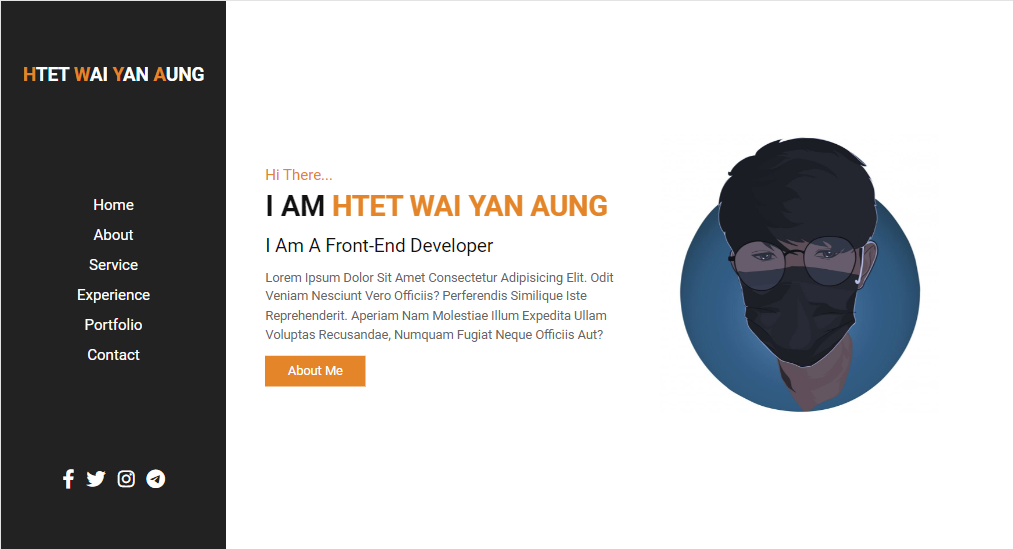 HTET WAI YAN AUNG
Home
About
Service
Experience
Portfolio
Contact
Hi There...
I AM HTET WAI YAN AUNG
I Am A Front-End Developer
Lorem Ipsum Dolor Sit Amet Consectetur Adipisicing Elit. Odit
Veniam Nesciunt Vero Officiis? Perferendis Similique Iste
Reprehenderit. Aperiam Nam Molestiae Illum Expedita Ullam
Voluptas Recusandae, Numquam Fugiat Neque Officiis Aut?
About Me